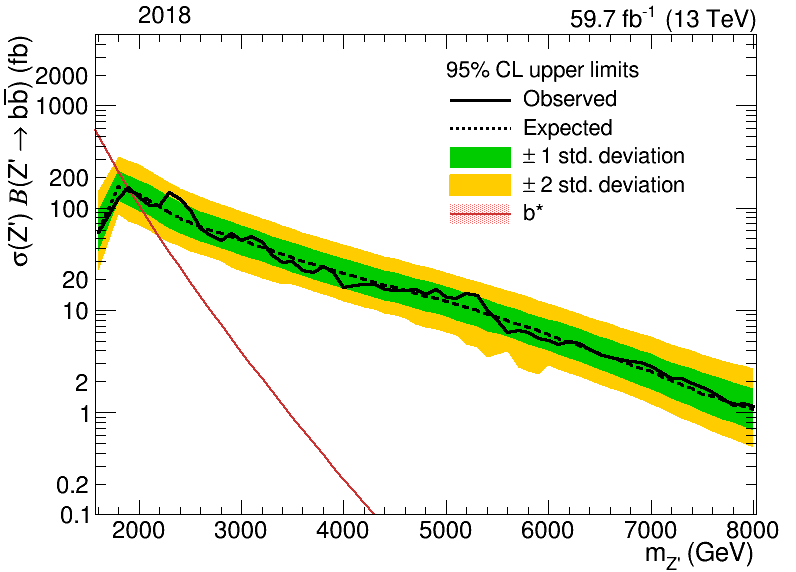 2018
59.7 fb⁻¹ (13 TeV)
σ(Z') B(Z' → bb̅) (fb)
95% CL upper limits
Observed
Expected
± 1 std. deviation
± 2 std. deviation
b*
2000
1000
200
100
20
10
2
1
0.2
0.1
2000 3000 4000 5000 6000 7000 8000
m_Z' (GeV)